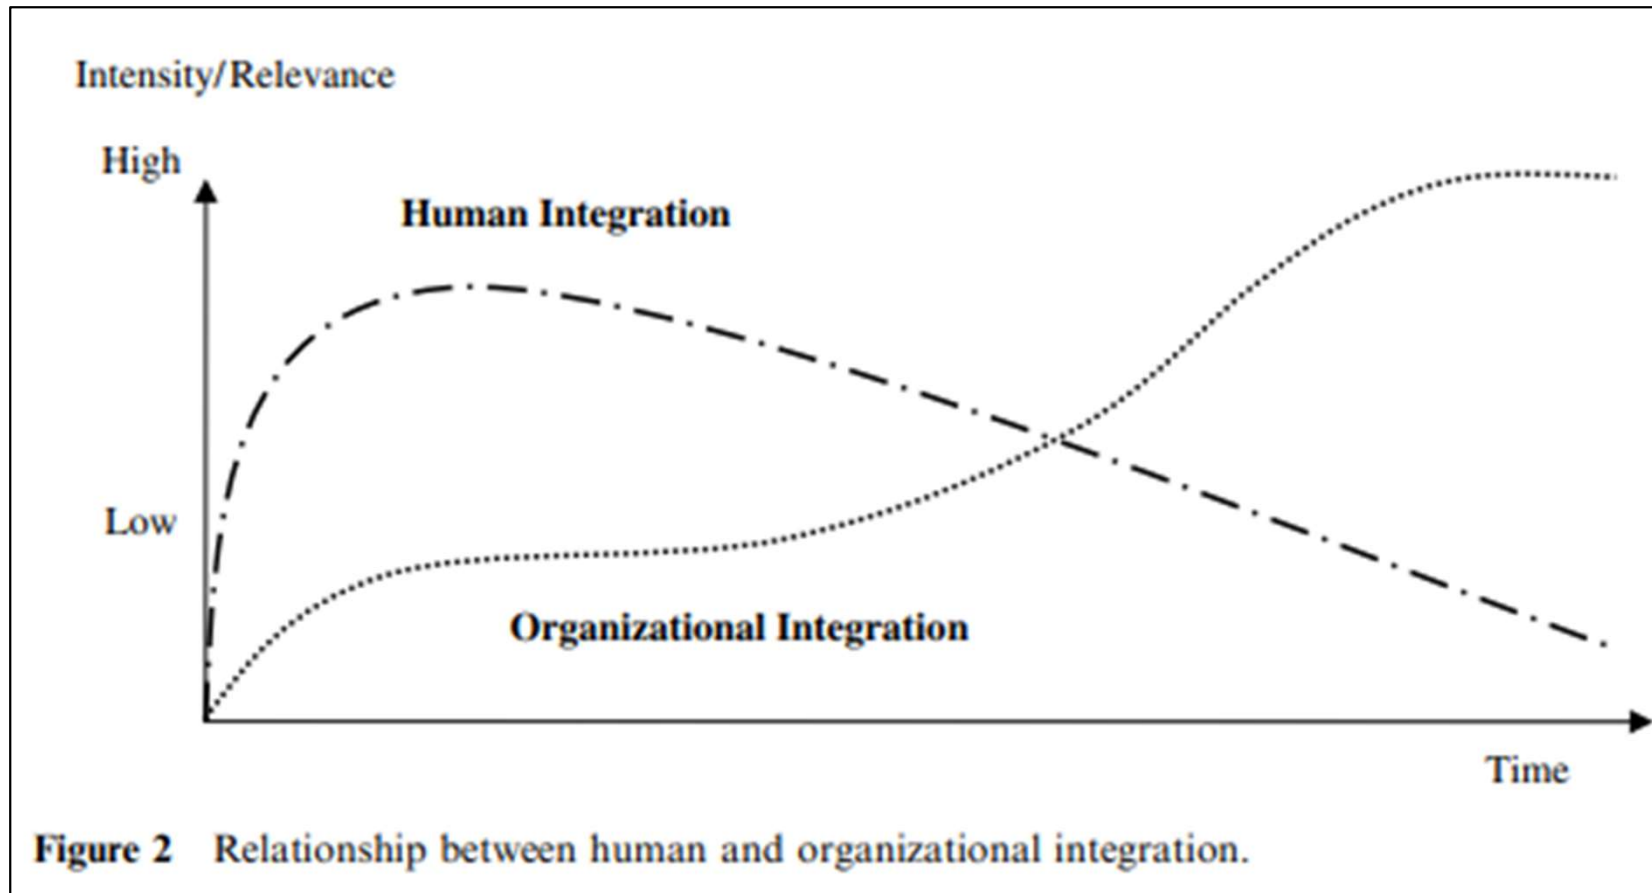 Intensity/Relevance
High
Human Integration
Low
Organizational Integration
Time
Figure 2 Relationship between human and organizational integration.